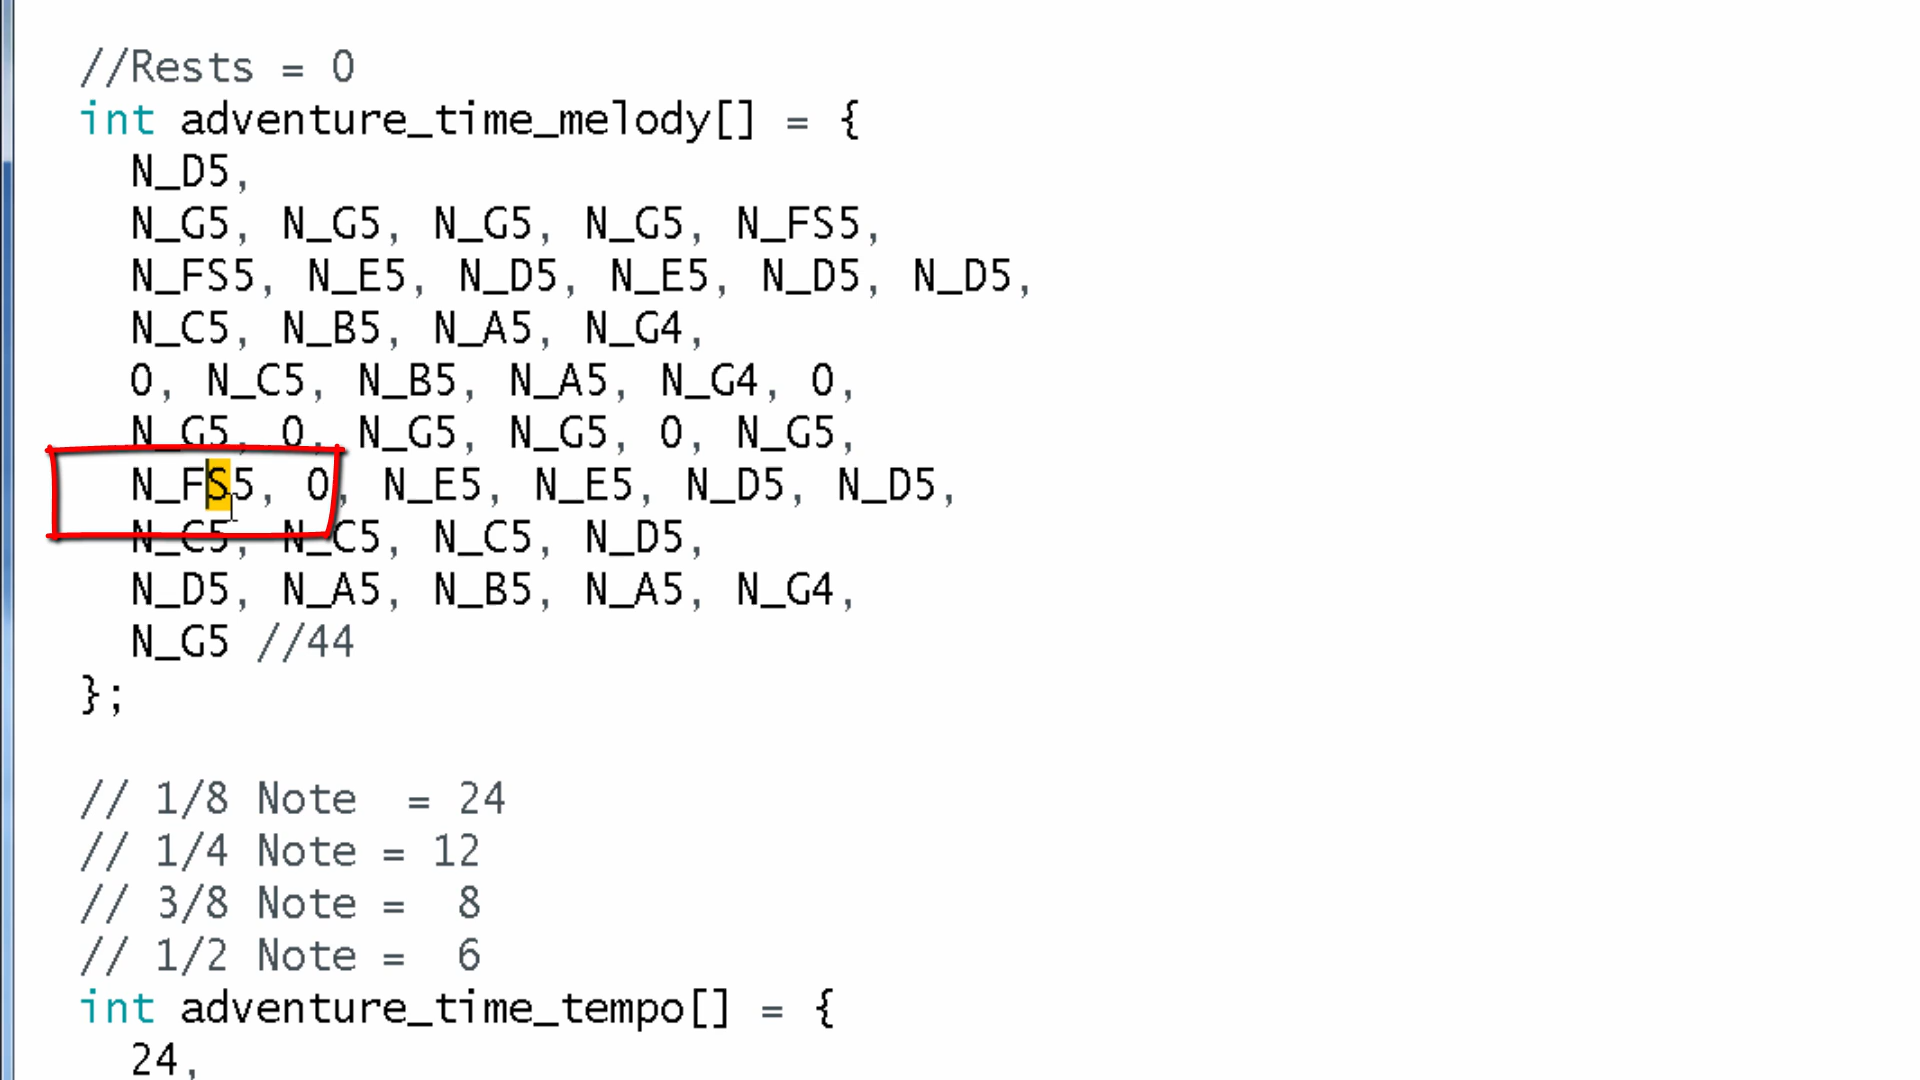 //Rests = 0
int adventure_time_melody[] = {
N_D5,
N_G5, N_G5, N_G5, N_G5, N_FS5,
N_FS5, N_E5, N_D5, N_E5, N_D5, N_D5,
N_C5, N_B5, N_A5, N_G4,
0, N_C5, N_B5, N_A5, N_G4, 0,
N_G5, 0, N_G5, N_G5, 0, N_G5,
N_FS5, 0, N_E5, N_E5, N_D5, N_D5,
N_C5, N_C5, N_C5, N_D5,
N_D5, N_A5, N_B5, N_A5, N_G4,
N_G5 //44
};
// 1/8 Note  = 24
// 1/4 Note = 12
// 3/8 Note =  8
// 1/2 Note =  6
int adventure_time_tempo[] = {
24,